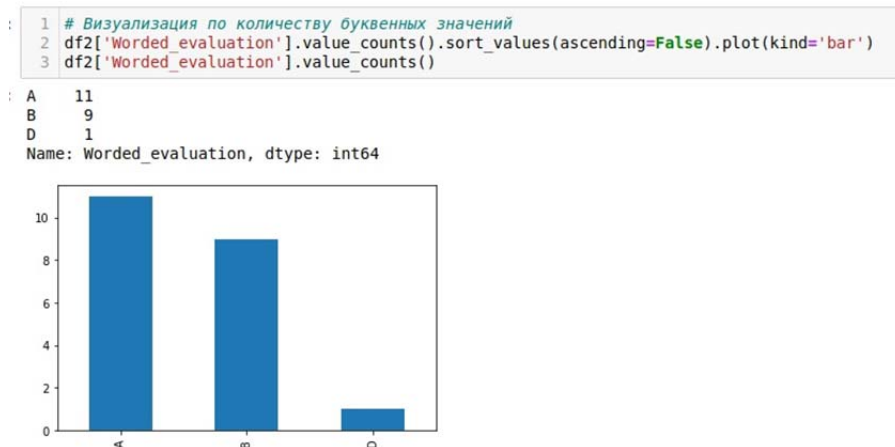 1 # Визуализация по количеству буквенных значений
2 df2['Worded_evaluation'].value_counts().sort_values(ascending=False).plot(kind='bar')
3 df2['Worded_evaluation'].value_counts()
A 11
B 9
D 1
Name: Worded_evaluation, dtype: int64
10
8
6
4
2
0
A B D